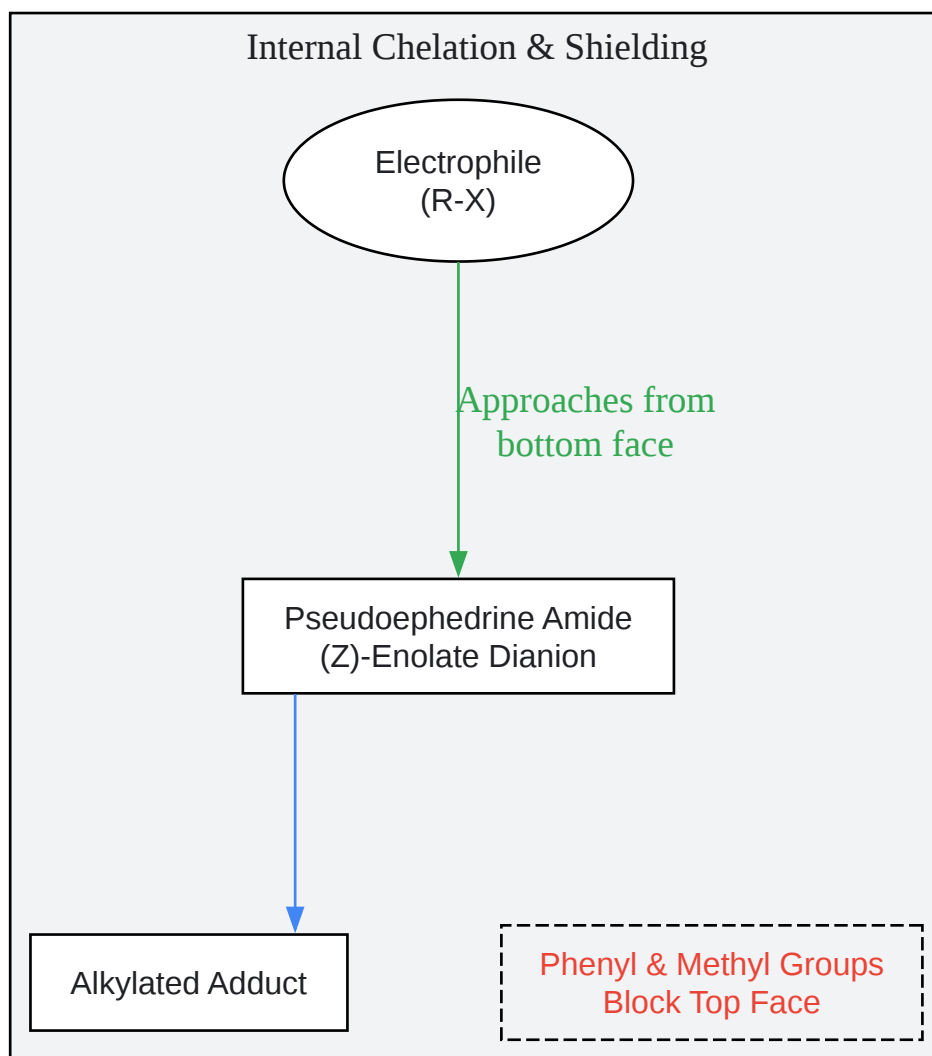 Internal Chelation & Shielding
Electrophile
(R-X)
Approaches from
bottom face
Pseudoephedrine Amide
(Z)-Enolate Dianion
Alkylated Adduct
Phenyl & Methyl Groups
Block Top Face